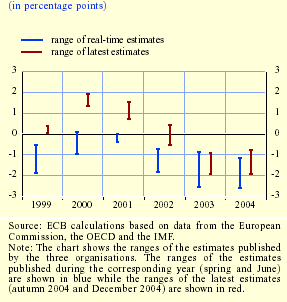 (in percentage points)
range of real-time estimates
range of latest estimates
3 3
2 2
1 1
0 0
-1 -1
-2 -2
-3 -3
1999 2000 2001 2002 2003 2004
Source: ECB calculations based on data from the European
Commission, the OECD and the IMF.
Note: The chart shows the ranges of the estimates published
by the three organisations. The ranges of the estimates
published during the corresponding year (spring and June)
are shown in blue while the ranges of the latest estimates
(autumn 2004 and December 2004) are shown in red.